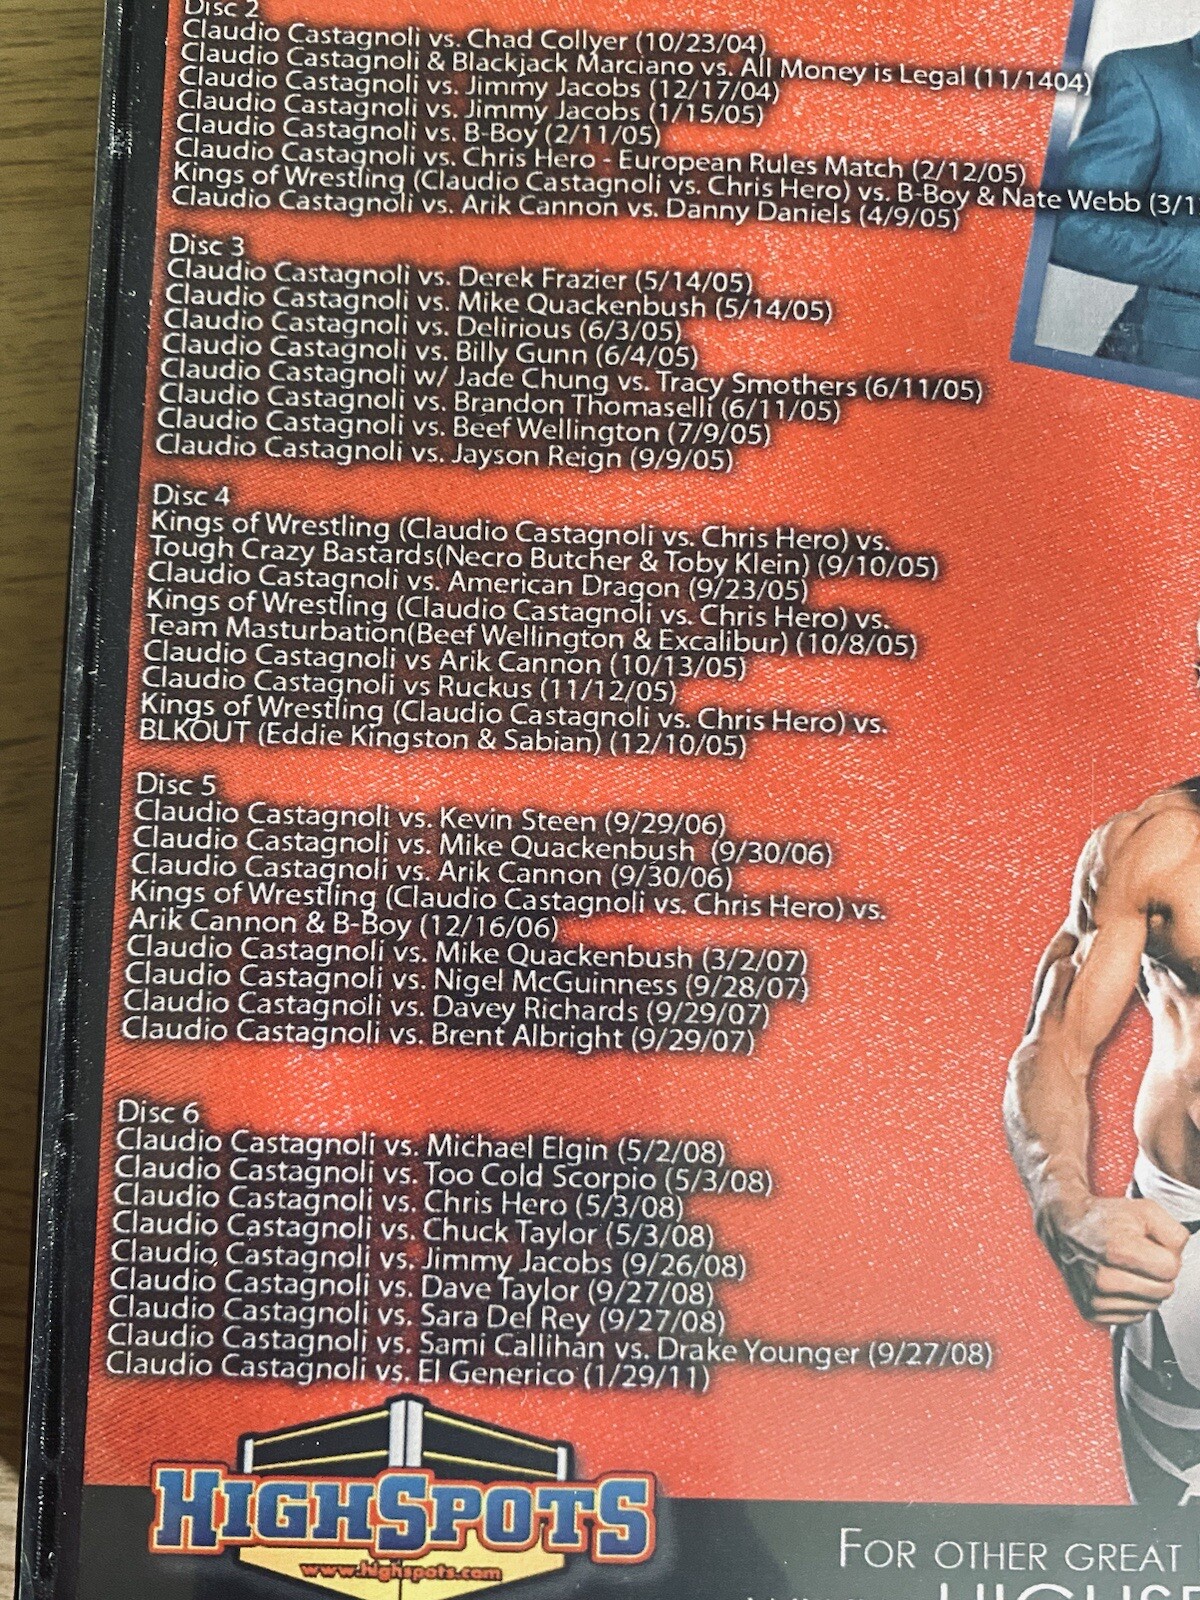 Disc 2
Claudio Castagnoli vs. Chad Collyer (10/23/04)
Claudio Castagnoli & Blackjack Marciano vs. All Money is Legal (11/1404)
Claudio Castagnoli vs. Jimmy Jacobs (12/17/04)
Claudio Castagnoli vs. Jimmy Jacobs (1/15/05)
Claudio Castagnoli vs. B-Boy (2/11/05)
Claudio Castagnoli vs. Chris Hero - European Rules Match (2/12/05)
Kings of Wrestling (Claudio Castagnoli vs. Chris Hero) vs. B-Boy & Nate Webb
Claudio Castagnoli vs. Arik Cannon vs. Danny Daniels (4/9/05)
Disc 3
Claudio Castagnoli vs. Derek Frazier (5/14/05)
Claudio Castagnoli vs. Mike Quackenbush (5/14/05)
Claudio Castagnoli vs. Delirious (6/3/05)
Claudio Castagnoli vs. Billy Gunn (6/4/05)
Claudio Castagnoli w/ Jade Chung vs. Tracy Smothers (6/11/05)
Claudio Castagnoli vs. Brandon Thomaselli (6/11/05)
Claudio Castagnoli vs. Beef Wellington (7/9/05)
Claudio Castagnoli vs. Jayson Reign (9/9/05)
Disc 4
Kings of Wrestling (Claudio Castagnoli vs. Chris Hero) vs.
Tough Crazy Bastards(Necro Butcher & Toby Klein) (9/10/05)
Claudio Castagnoli vs. American Dragon (9/23/05)
Kings of Wrestling (Claudio Castagnoli vs. Chris Hero) vs.
Team Masturbation(Beef Wellington & Excalibur) (10/8/05)
Claudio Castagnoli vs Arik Cannon (10/13/05)
Claudio Castagnoli vs Ruckus (11/12/05)
Kings of Wrestling (Claudio Castagnoli vs. Chris Hero) vs.
BLKOUT (Eddie Kingston & Sabian) (12/10/05)
Disc 5
Claudio Castagnoli vs. Kevin Steen (9/29/06)
Claudio Castagnoli vs. Mike Quackenbush (9/30/06)
Claudio Castagnoli vs. Arik Cannon (9/30/06)
Kings of Wrestling (Claudio Castagnoli vs. Chris Hero) vs.
Arik Cannon & B-Boy (12/16/06)
Claudio Castagnoli vs. Mike Quackenbush (3/2/07)
Claudio Castagnoli vs. Nigel McGuinness (9/28/07)
Claudio Castagnoli vs. Davey Richards (9/29/07)
Claudio Castagnoli vs. Brent Albright (9/29/07)
Disc 6
Claudio Castagnoli vs. Michael Elgin (5/2/08)
Claudio Castagnoli vs. Too Cold Scorpio (5/3/08)
Claudio Castagnoli vs. Chris Hero (5/3/08)
Claudio Castagnoli vs. Chuck Taylor (5/3/08)
Claudio Castagnoli vs. Jimmy Jacobs (9/26/08)
Claudio Castagnoli vs. Dave Taylor (9/27/08)
Claudio Castagnoli vs. Sara Del Rey (9/27/08)
Claudio Castagnoli vs. Sami Callihan vs. Drake Younger (9/27/08)
Claudio Castagnoli vs. El Generico (1/29/11)
HIGHSPOTS
www.highspots.com
FOR OTHER GREAT